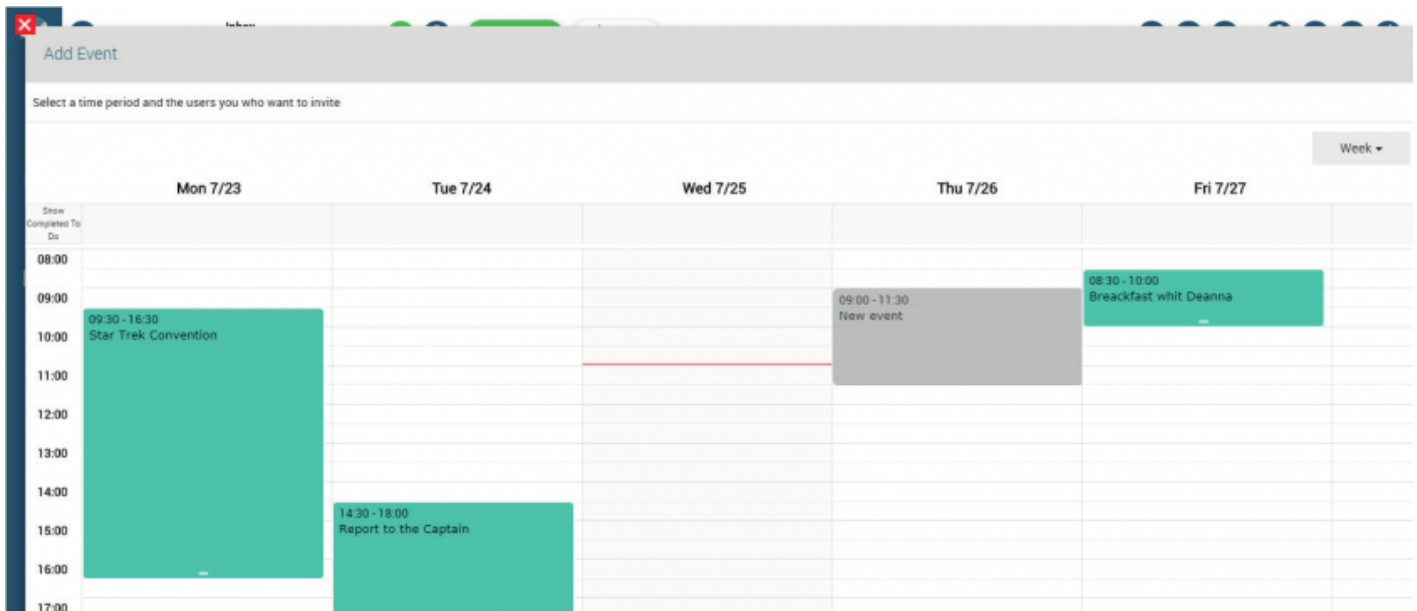 Add Event
Select a time period and the users you who want to invite
Week
Mon 7/23 Tue 7/24 Wed 7/25 Thu 7/26 Fri 7/27
Show
Completed To
Do
08:00
09:00
10:00
11:00
12:00
13:00
14:00
15:00
16:00
17:00
09:30 - 16:30
Star Trek Convention
14:30 - 18:00
Report to the Captain
09:00 - 11:30
New event
08:30 - 10:00
Breackfast whit Deanna